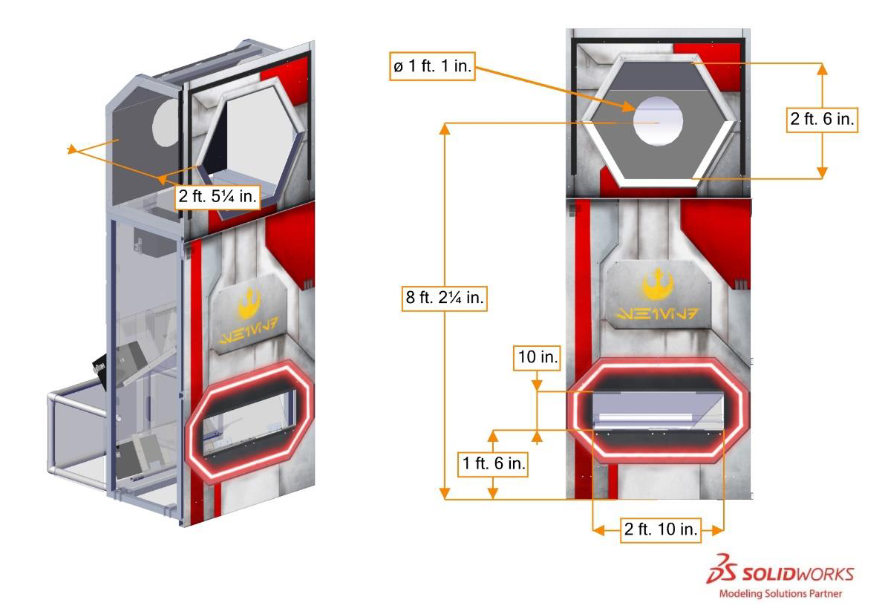 ø 1 ft. 1 in.
2 ft. 6 in.
2 ft. 5¼ in.
8 ft. 2¼ in.
10 in.
1 ft. 6 in.
2 ft. 10 in.
SOLIDWORKS
Modeling Solutions Partner